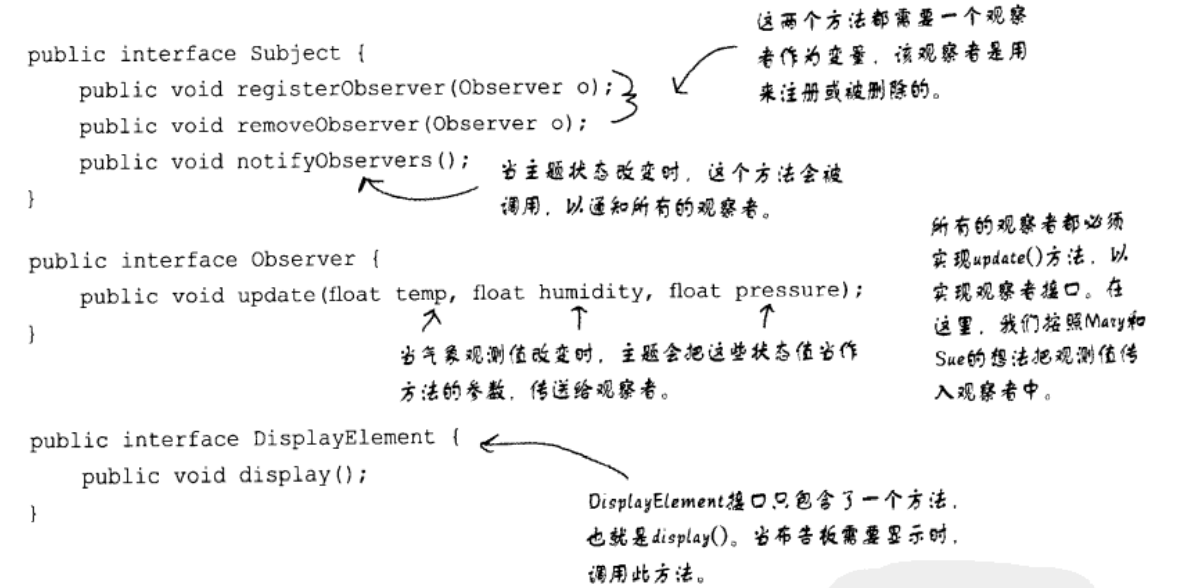 public interface Subject {
public void registerObserver(Observer o);
public void removeObserver(Observer o);
public void notifyObservers();
}
这两个方法都需要一个观察
者作为变量，该观察者是用
来注册或被删除的。
当主题状态改变时，这个方法会被
调用，以通知所有的观察者。
public interface Observer {
public void update(float temp, float humidity, float pressure);
}
所有的观察者都必须
实现update()方法，以
实现观察者接口。在
这里，我们按照Mary和
Sue的想法把观测值传
入观察者中。
当气象观测值改变时，主题会把这些状态值当作
方法的参数，传送给观察者。
public interface DisplayElement {
public void display();
}
DisplayElement接口只包含了一个方法，
也就是display()。当布告板需要显示时，
调用此方法。